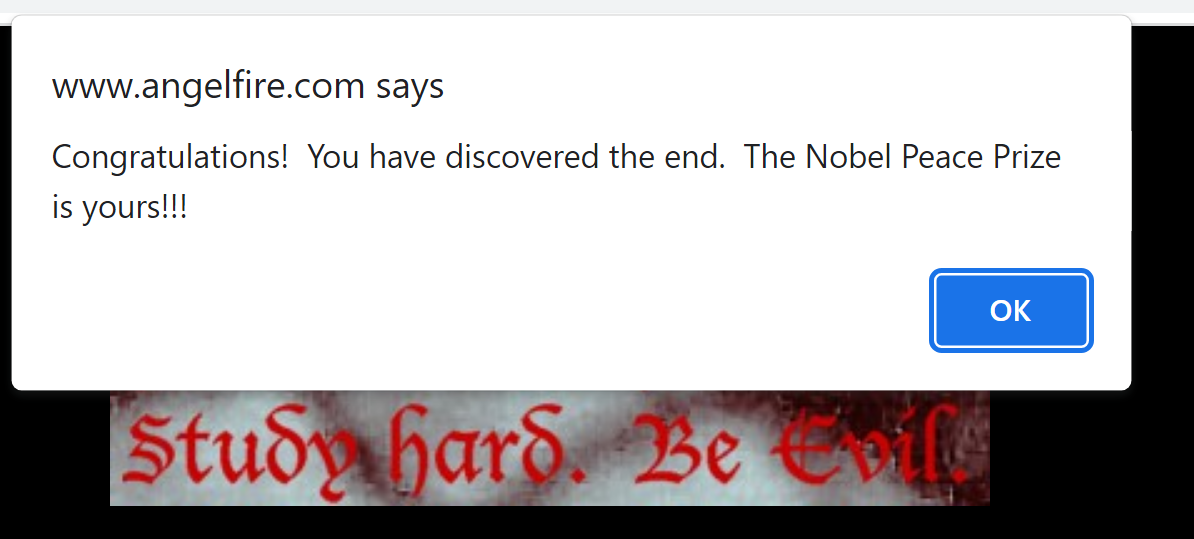 www.angelfire.com says
Congratulations!  You have discovered the end.  The Nobel Peace Prize
is yours!!!
OK
Study hard. Be Evil.